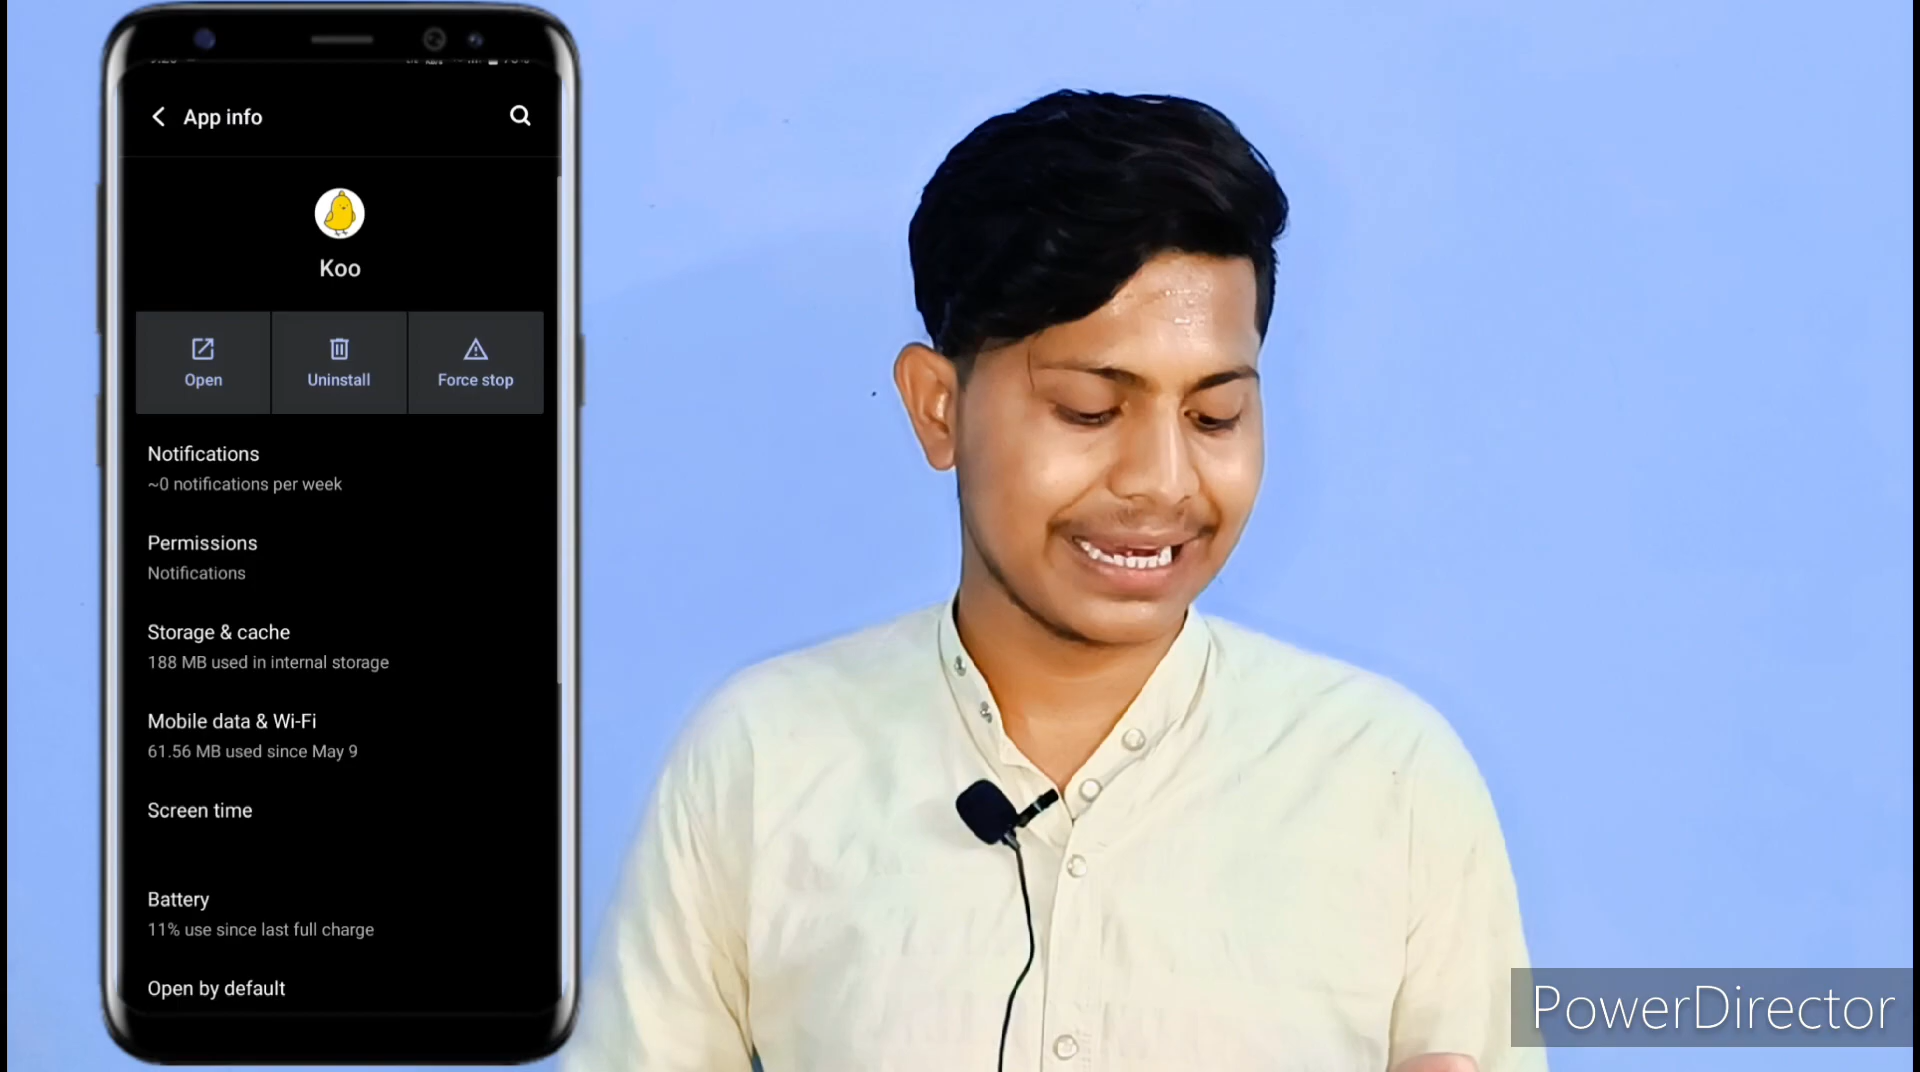 App info
Koo
Open
Uninstall
Force stop
Notifications
~0 notifications per week
Permissions
Notifications
Storage & cache
188 MB used in internal storage
Mobile data & Wi-Fi
61.56 MB used since May 9
Screen time
Battery
11% use since last full charge
Open by default
PowerDirector